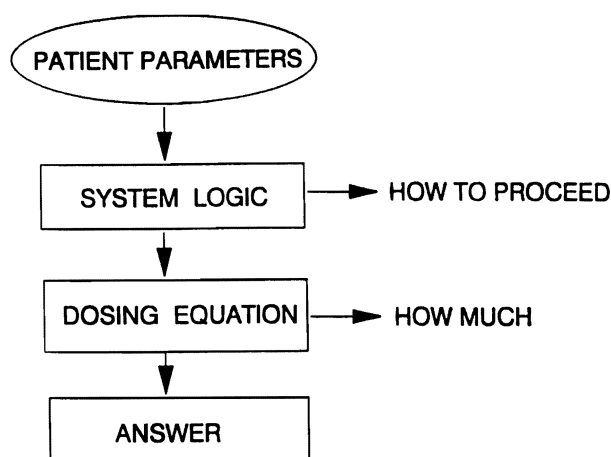 PATIENT PARAMETERS
SYSTEM LOGIC
HOW TO PROCEED
DOSING EQUATION
HOW MUCH
ANSWER